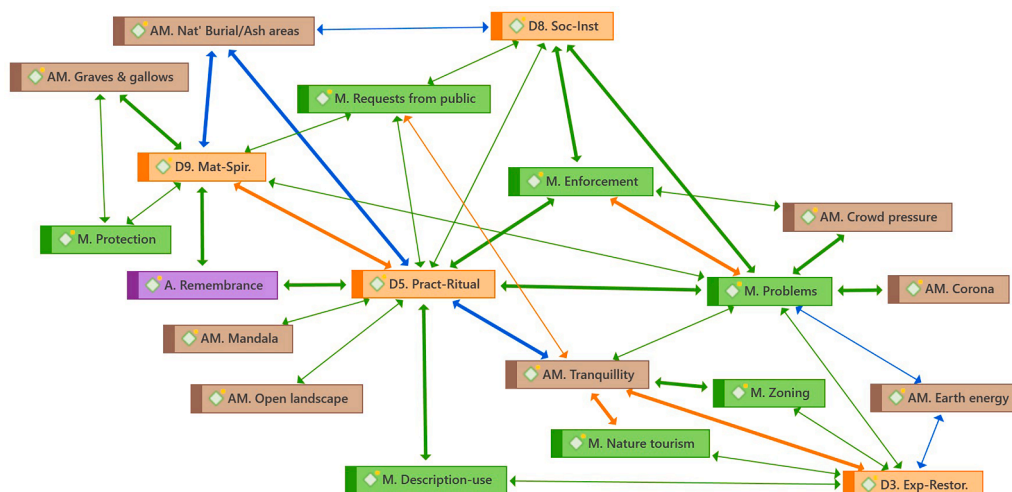 AM. Nat' Burial/Ash areas
D8. Soc-Inst
AM. Graves & gallows
M. Requests from public
D9. Mat-Spir.
M. Enforcement
AM. Crowd pressure
M. Protection
A. Remembrance
D5. Pract-Ritual
M. Problems
AM. Corona
AM. Mandala
AM. Tranquillity
M. Zoning
AM. Open landscape
AM. Earth energy
M. Nature tourism
M. Description-use
D3. Exp-Restor.